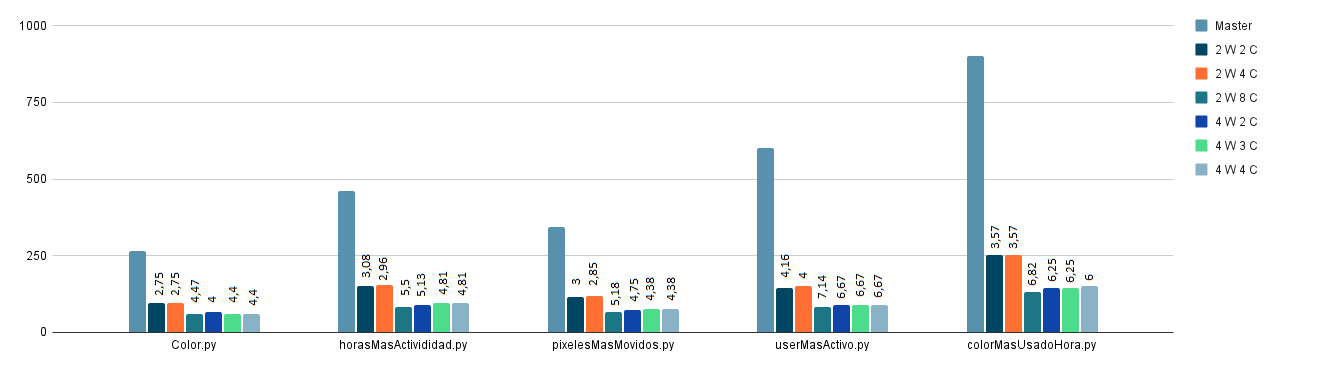 1000
750
500
250
0
2,75
2,75
4,47
4
4,4
4,4
3,08
2,96
5,5
5,13
4,81
4,81
3
2,85
5,18
4,75
4,38
4,38
4,16
4
7,14
6,67
6,67
6,67
3,57
3,57
6,82
6,25
6,25
6
Color.py
horasMasActivididad.py
pixelesMasMovidos.py
userMasActivo.py
colorMasUsadoHora.py
Master
2 W 2 C
2 W 4 C
2 W 8 C
4 W 2 C
4 W 3 C
4 W 4 C